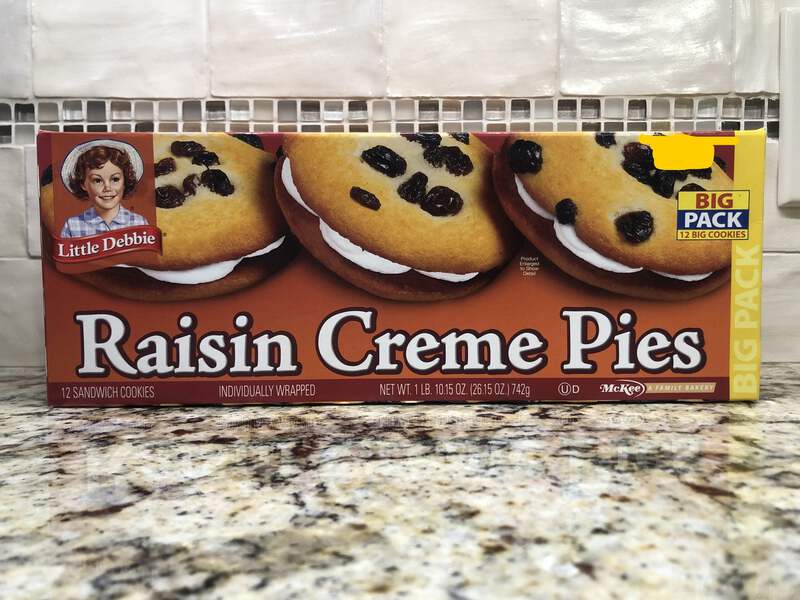 Little Debbie
BIG
PACK
12 BIG COOKIES
Product
Enlarged
to Show
Detail
Raisin Creme Pies
BIG PACK
12 SANDWICH COOKIES INDIVIDUALLY WRAPPED NET WT. 1 LB. 10.15 OZ. (26.15 OZ.) 742g U D McKee A FAMILY BAKERY